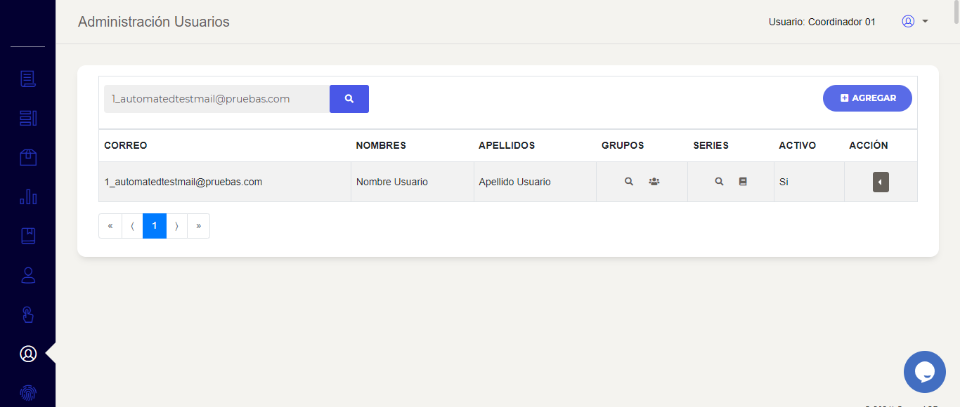 Administración Usuarios
Usuario: Coordinador 01
1_automatedtestmail@pruebas.com
AGREGAR
CORREO NOMBRES APELLIDOS GRUPOS SERIES ACTIVO ACCIÓN
1_automatedtestmail@pruebas.com Nombre Usuario Apellido Usuario Si
« ⟨ 1 ⟩ »